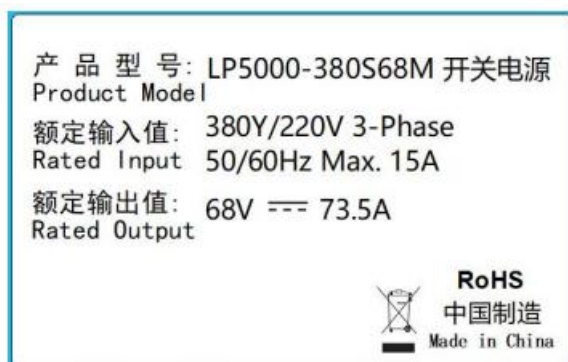 产 品 型 号: LP5000-380S68M 开关电源
Product Model
额定输入值: 380Y/220V 3-Phase
Rated Input 50/60Hz Max. 15A
额定输出值: 68V ⎓ 73.5A
Rated Output
RoHS
中国制造
Made in China